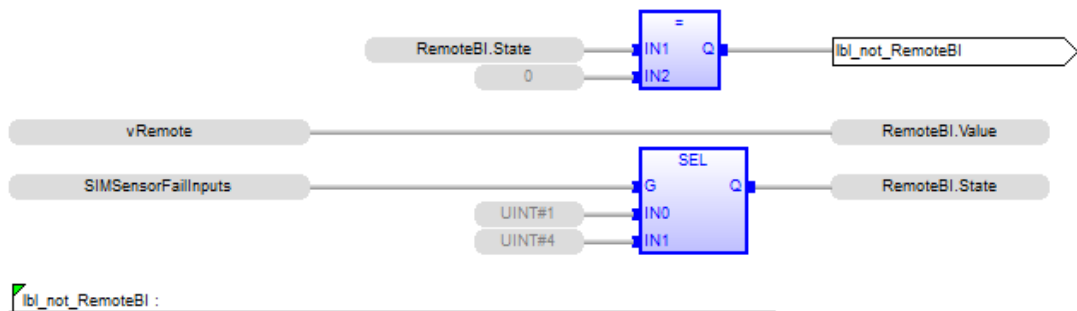 =
RemoteBI.State IN1 Q lbl_not_RemoteBI
0 IN2
vRemote RemoteBI.Value
SEL
SIMSensorFailInputs G Q RemoteBI.State
UINT#1 IN0
UINT#4 IN1
lbl_not_RemoteBI :